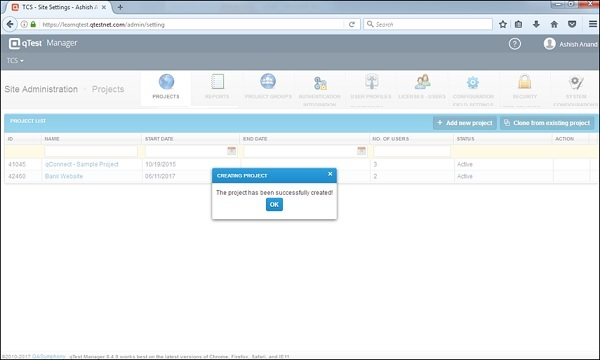 TCS - Site Settings - Ashish A
https://learnqtest.qtestnet.com/admin/setting
Search
qTest Manager
Ashish Anand
TCS
Site Administration · Projects
PROJECTS
REPORTS
PROJECT GROUPS
AUTHENTICATION INTEGRATION
USER PROFILES
LICENSES - USERS
CONFIGURATION FIELD SETTINGS
SECURITY
SYSTEM CONFIGURATIONS
PROJECT LIST
+ Add new project
Clone from existing project
ID NAME START DATE END DATE NO. OF USERS STATUS ACTION
41045 qConnect - Sample Project 10/19/2015 3 Active
42460 Bank Website 06/11/2017 2 Active
CREATING PROJECT ×
The project has been successfully created!
OK
©2010-2017 QASymphony qTest Manager 8.4.9 works best on the latest versions of Chrome, Firefox, Safari, and IE11